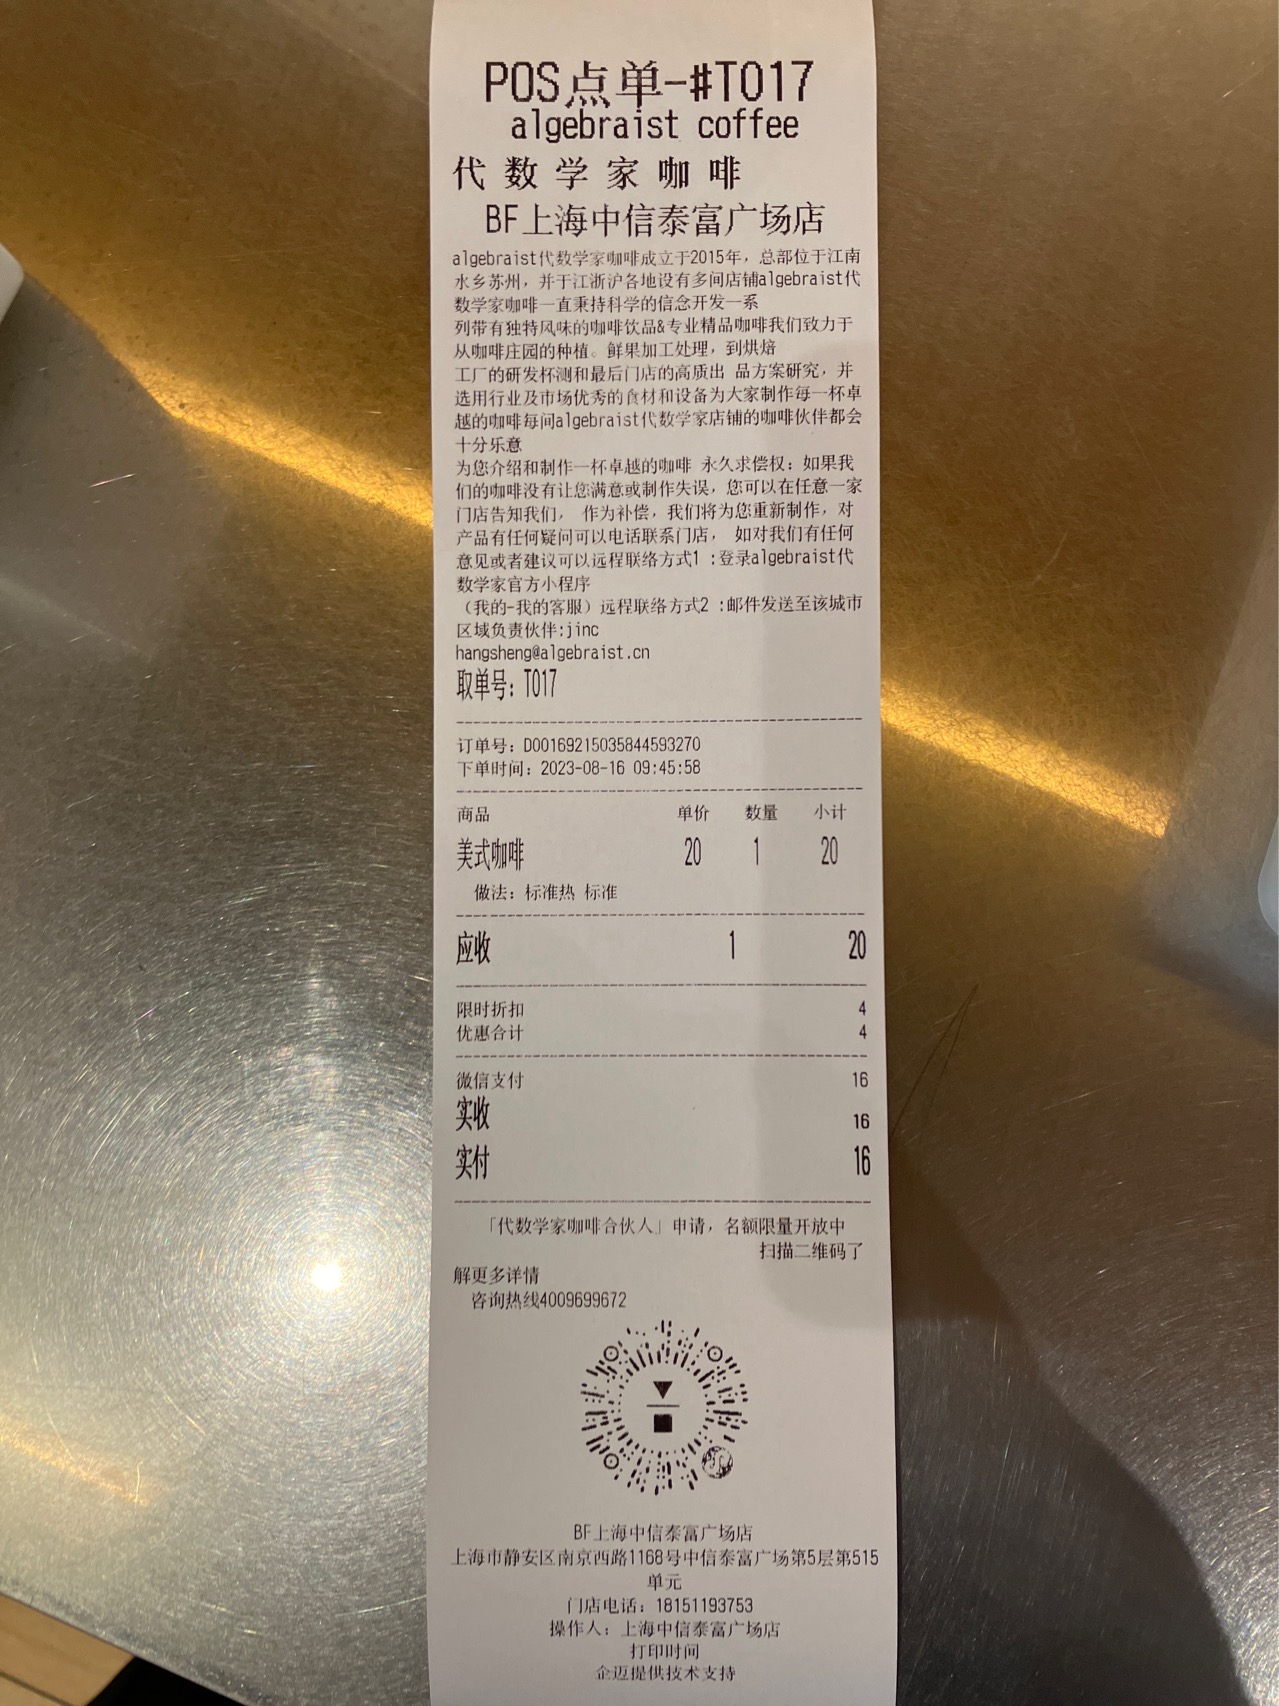 POS点单-#T017
algebraist coffee
代数学家咖啡
BF上海中信泰富广场店
algebraist代数学家咖啡成立于2015年，总部位于江南
水乡苏州，并于江浙沪各地设有多间店铺algebraist代
数学家咖啡一直秉持科学的信念开发一系
列带有独特风味的咖啡饮品&专业精品咖啡我们致力于
从咖啡庄园的种植。鲜果加工处理，到烘焙
工厂的研发杯测和最后门店的高质出 品方案研究，并
选用行业及市场优秀的食材和设备为大家制作每一杯卓
越的咖啡每间algebraist代数学家店铺的咖啡伙伴都会
十分乐意
为您介绍和制作一杯卓越的咖啡 永久求偿权：如果我
们的咖啡没有让您满意或制作失误，您可以在任意一家
门店告知我们， 作为补偿，我们将为您重新制作，对
产品有任何疑问可以电话联系门店， 如对我们有任何
意见或者建议可以远程联络方式1 :登录algebraist代
数学家官方小程序
（我的-我的客服）远程联络方式2 :邮件发送至该城市
区域负责伙伴:jinc
hangsheng@algebraist.cn
取单号：T017
订单号：D00169215035844593270
下单时间：2023-08-16 09:45:58
商品 单价 数量 小计
美式咖啡 20 1 20
做法：标准热 标准
应收 1 20
限时折扣 4
优惠合计 4
微信支付 16
实收 16
实付 16
「代数学家咖啡合伙人」申请，名额限量开放中
扫描二维码了
解更多详情
咨询热线4009699672
BF上海中信泰富广场店
上海市静安区南京西路1168号中信泰富广场第5层第515
单元
门店电话：18151193753
操作人：上海中信泰富广场店
打印时间
企迈提供技术支持